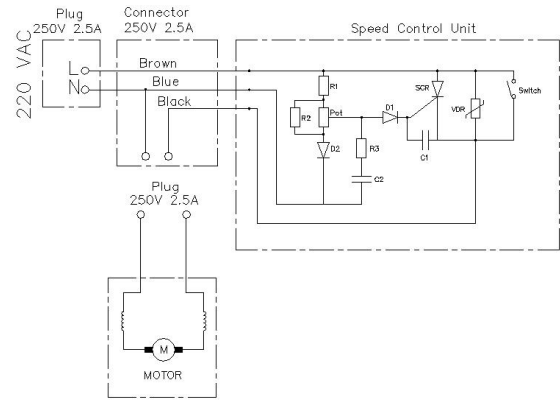 Plug
250V 2.5A
Connector
250V 2.5A
Speed Control Unit
220 VAC
L
N
Brown
Blue
Black
R1
R2
Pot
D1
D2
R3
C2
SCR
C1
VDR
Switch
Plug
250V 2.5A
M
MOTOR